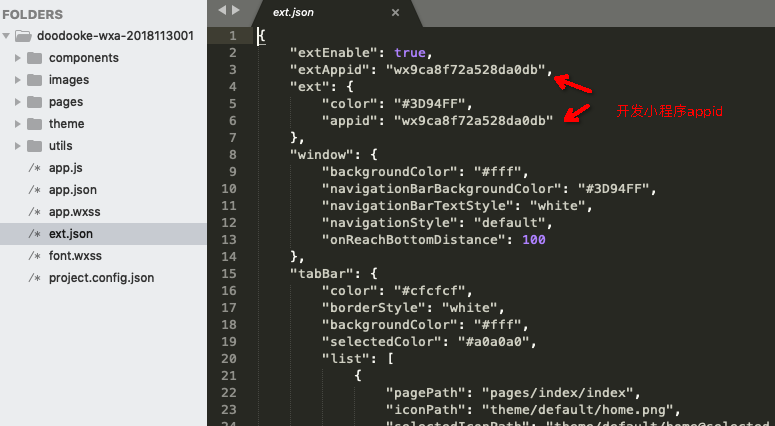 FOLDERS
doodooke-wxa-2018113001
components
images
pages
theme
utils
/* app.js
/* app.json
/* app.wxss
/* ext.json
/* font.wxss
/* project.config.json
ext.json ×
1 {
2 "extEnable": true,
3 "extAppid": "wx9ca8f72a528da0db",
4 "ext": {
5 "color": "#3D94FF",
6 "appid": "wx9ca8f72a528da0db"
开发小程序appid
7 },
8 "window": {
9 "backgroundColor": "#fff",
10 "navigationBarBackgroundColor": "#3D94FF",
11 "navigationBarTextStyle": "white",
12 "navigationStyle": "default",
13 "onReachBottomDistance": 100
14 },
15 "tabBar": {
16 "color": "#cfcfcf",
17 "borderStyle": "white",
18 "backgroundColor": "#fff",
19 "selectedColor": "#a0a0a0",
20 "list": [
21 {
22 "pagePath": "pages/index/index",
23 "iconPath": "theme/default/home.png",
24 "selectedIconPath": "theme/default/home@selected